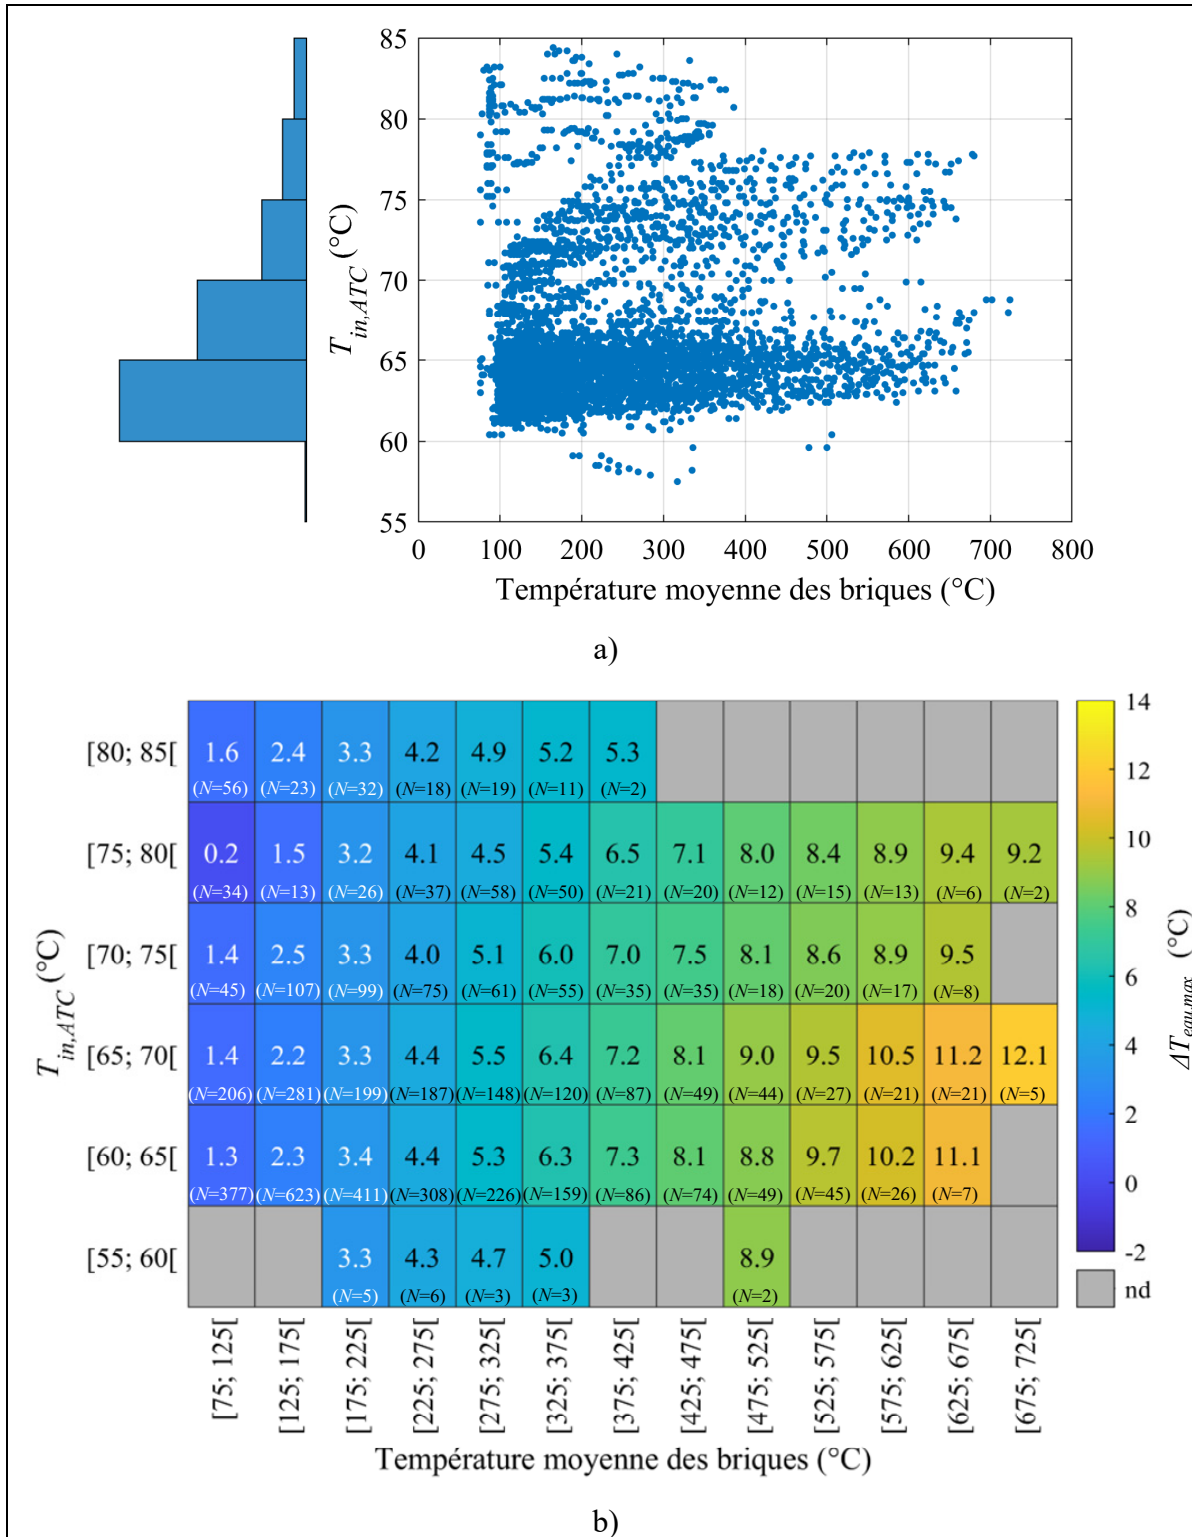 85
80
75
70
65
60
55
T_in,ATC (°C)
0 100 200 300 400 500 600 700 800
Température moyenne des briques (°C)
a)
[80; 85[ 1.6 2.4 3.3 4.2 4.9 5.2 5.3
(N=56) (N=23) (N=32) (N=18) (N=19) (N=11) (N=2)
[75; 80[ 0.2 1.5 3.2 4.1 4.5 5.4 6.5 7.1 8.0 8.4 8.9 9.4 9.2
(N=34) (N=13) (N=26) (N=37) (N=58) (N=50) (N=21) (N=20) (N=12) (N=15) (N=13) (N=6) (N=2)
[70; 75[ 1.4 2.5 3.3 4.0 5.1 6.0 7.0 7.5 8.1 8.6 8.9 9.5
(N=45) (N=107) (N=99) (N=75) (N=61) (N=55) (N=35) (N=35) (N=18) (N=20) (N=17) (N=8)
[65; 70[ 1.4 2.2 3.3 4.4 5.5 6.4 7.2 8.1 9.0 9.5 10.5 11.2 12.1
(N=206) (N=281) (N=199) (N=187) (N=148) (N=120) (N=87) (N=49) (N=44) (N=27) (N=21) (N=21) (N=5)
[60; 65[ 1.3 2.3 3.4 4.4 5.3 6.3 7.3 8.1 8.8 9.7 10.2 11.1
(N=377) (N=623) (N=411) (N=308) (N=226) (N=159) (N=86) (N=74) (N=49) (N=45) (N=26) (N=7)
[55; 60[ 3.3 4.3 4.7 5.0 8.9
(N=5) (N=6) (N=3) (N=3) (N=2)
T_in,ATC (°C)
[75; 125[ [125; 175[ [175; 225[ [225; 275[ [275; 325[ [325; 375[ [375; 425[ [425; 475[ [475; 525[ [525; 575[ [575; 625[ [625; 675[ [675; 725[
Température moyenne des briques (°C)
14
12
10
8
6
4
2
0
-2
nd
ΔT_eau,max (°C)
b)